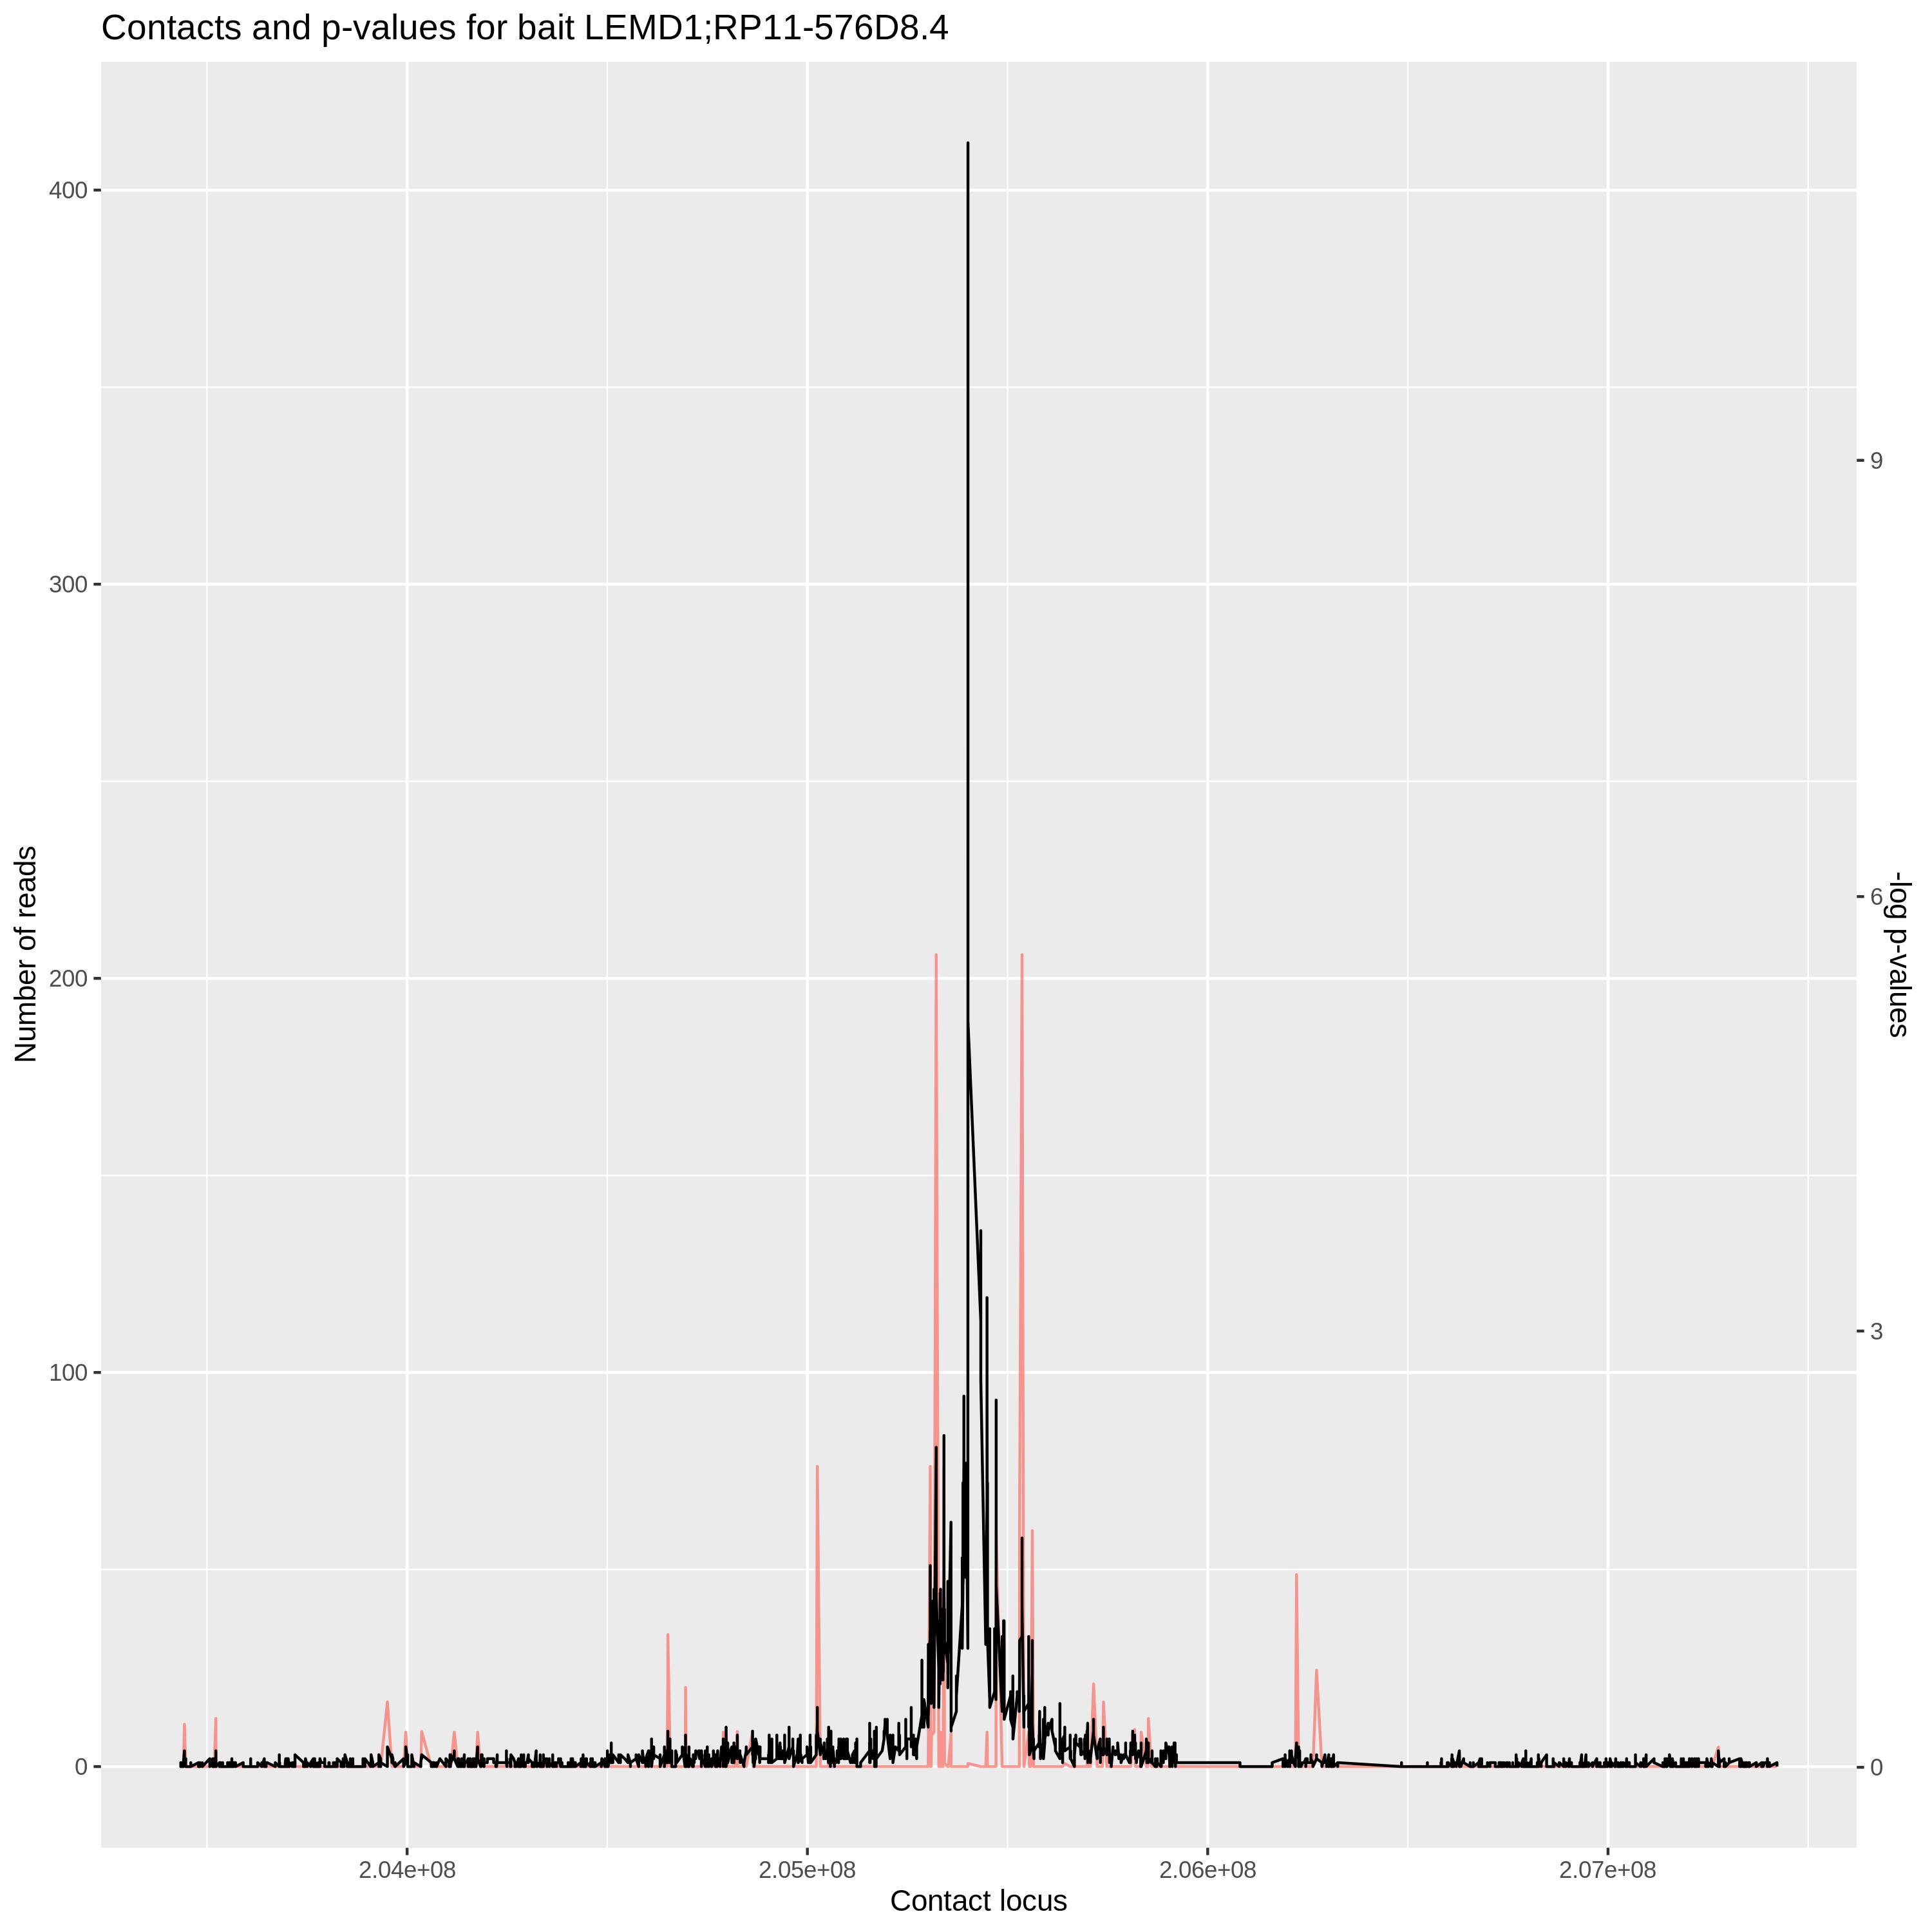 Contacts and p-values for bait LEMD1;RP11-576D8.4
400
300
200
100
0
Number of reads
9
6
3
0
-log p-values
2.04e+08
2.05e+08
2.06e+08
2.07e+08
Contact locus